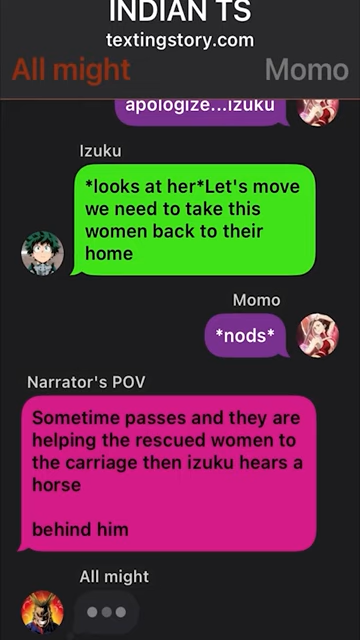 INDIAN TS
textingstory.com
All might Momo
apologize...Izuku
Izuku
*looks at her*Let's move
we need to take this
women back to their
home
Momo
*nods*
Narrator's POV
Sometime passes and they are
helping the rescued women to
the carriage then izuku hears a
horse
behind him
All might